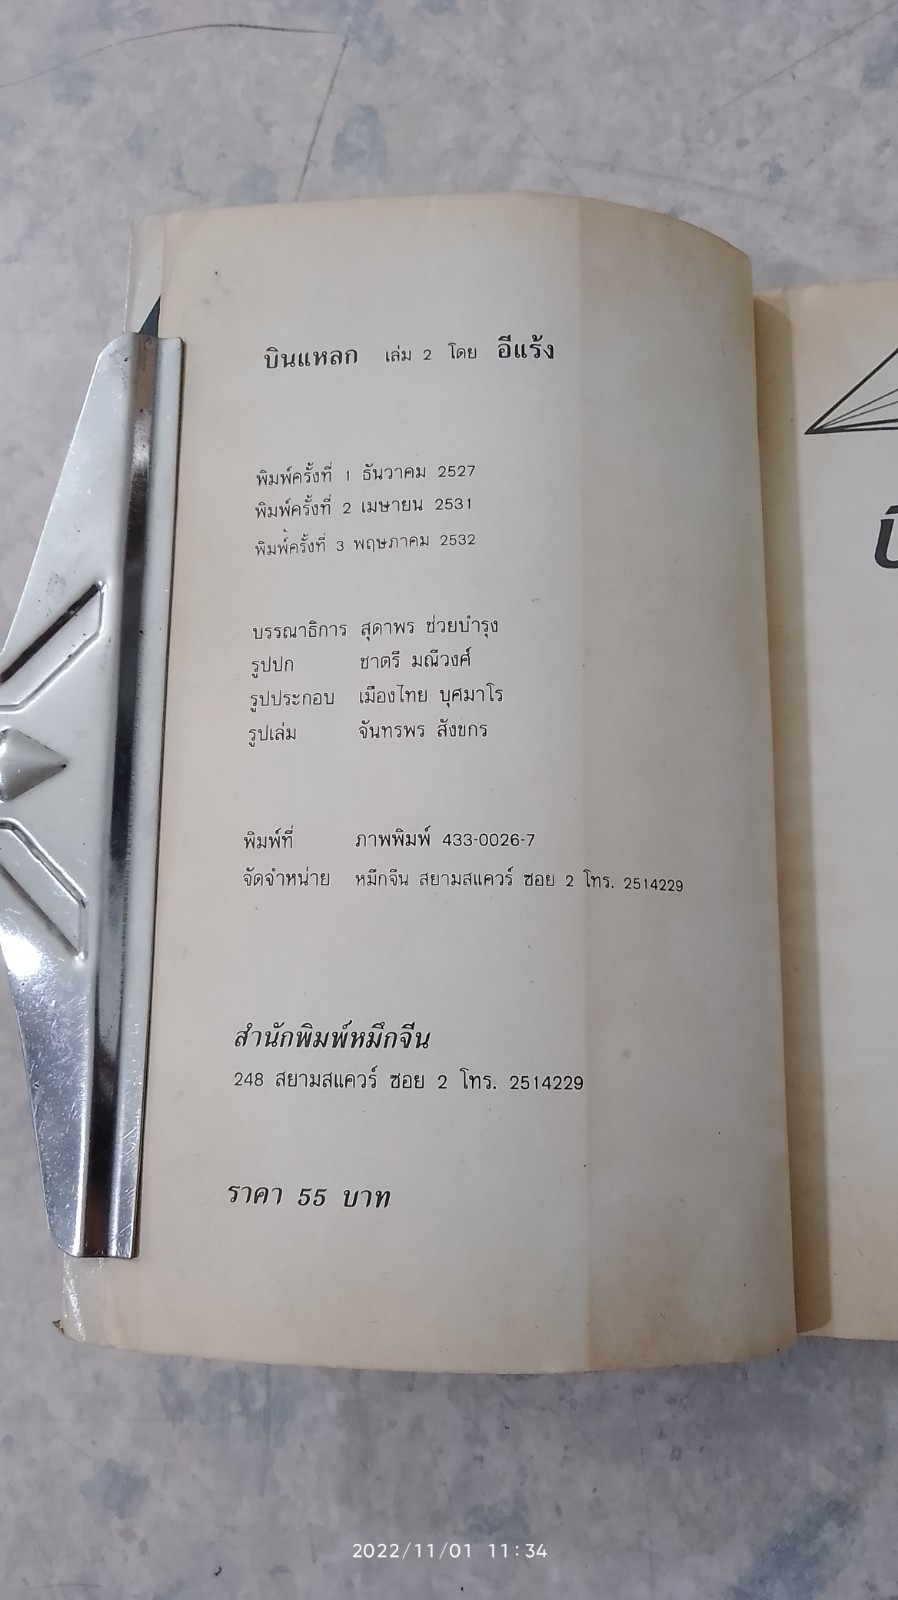 บินแหลก เล่ม 2 โดย อีแร้ง
พิมพ์ครั้งที่ 1 ธันวาคม 2527
พิมพ์ครั้งที่ 2 เมษายน 2531
พิมพ์ครั้งที่ 3 พฤษภาคม 2532
บรรณาธิการ สุดาพร ช่วยบำรุง
รูปปก ชาตรี มณีวงศ์
รูปประกอบ เมืองไทย บุศมาโร
รูปเล่ม จันทรพร สังขกร
พิมพ์ที่ ภาพพิมพ์ 433-0026-7
จัดจำหน่าย หมึกจีน สยามสแควร์ ซอย 2 โทร. 2514229
สำนักพิมพ์หมึกจีน
248 สยามสแควร์ ซอย 2 โทร. 2514229
ราคา 55 บาท
2022/11/01 11:34